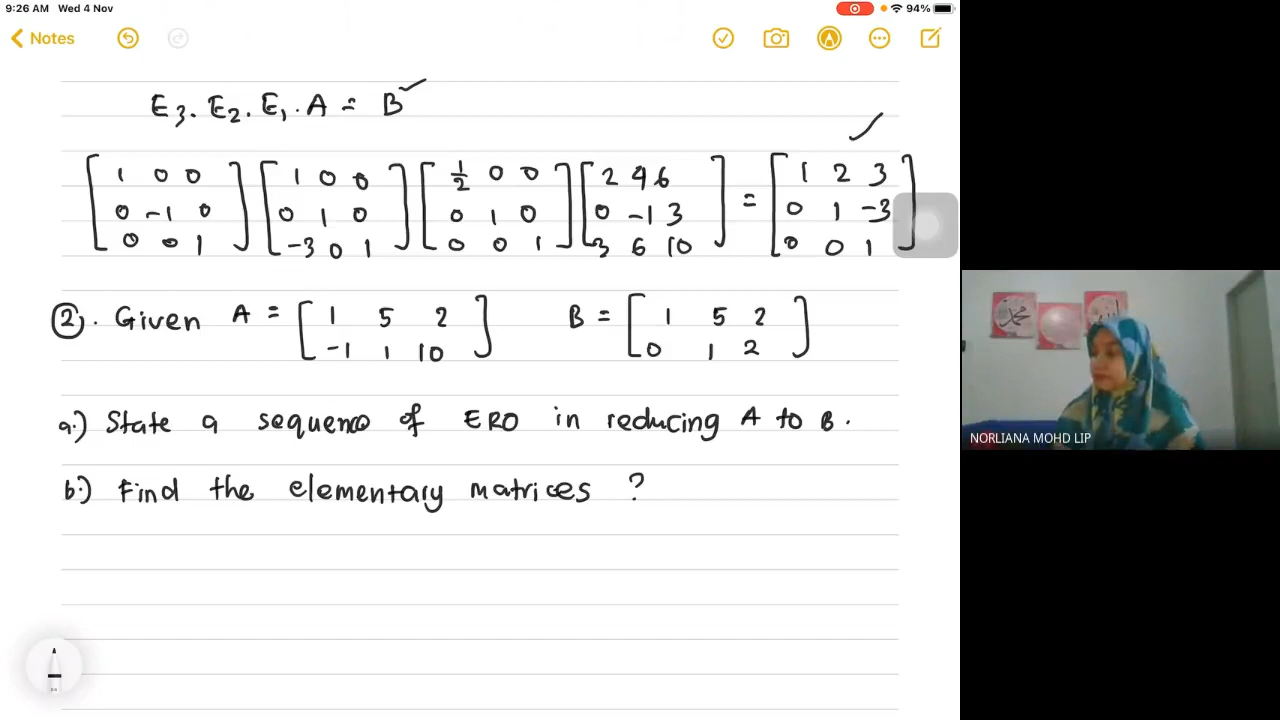 9:26 AM Wed 4 Nov 94%
Notes
E3. E2. E1. A = B ✓
[1 0 0] [1 0 0] [1/2 0 0] [2 4 6] [1 2 3] ✓
[0 -1 0] [0 1 0] [0 1 0] [0 -1 3] = [0 1 -3]
[0 0 1] [-3 0 1] [0 0 1] [3 6 10] [0 0 1]
②. Given A = [1 5 2] B = [1 5 2]
[-1 1 10] [0 1 2]
a.) State a sequence of ERO in reducing A to B.
b.) Find the elementary matrices ?
NORLIANA MOHD LIP